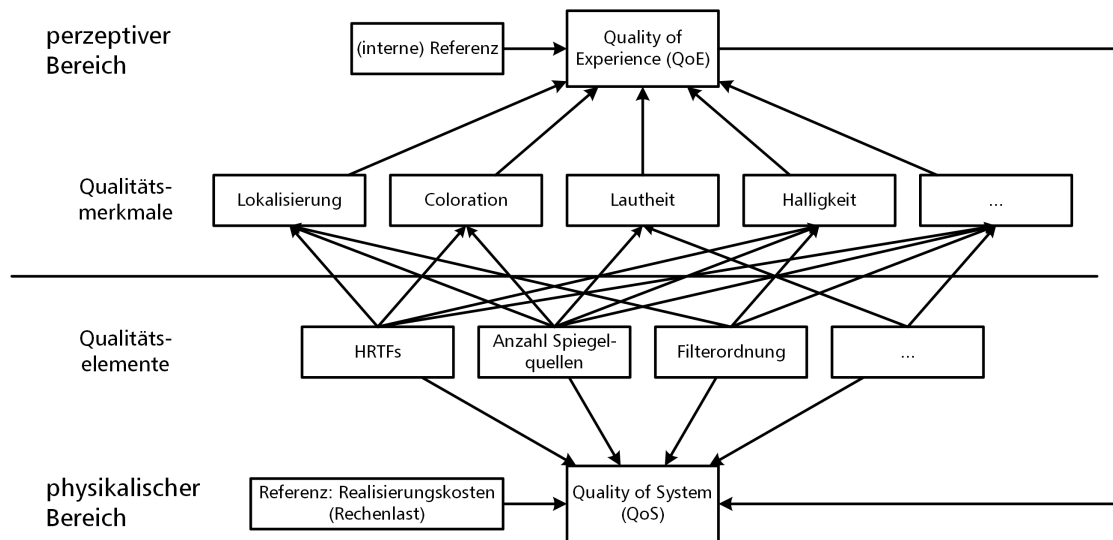 perzeptiver
Bereich
(interne) Referenz
Quality of
Experience (QoE)
Qualitäts-
merkmale
Lokalisierung
Coloration
Lautheit
Halligkeit
...
Qualitäts-
elemente
HRTFs
Anzahl Spiegel-
quellen
Filterordnung
...
physikalischer
Bereich
Referenz: Realisierungskosten
(Rechenlast)
Quality of System
(QoS)